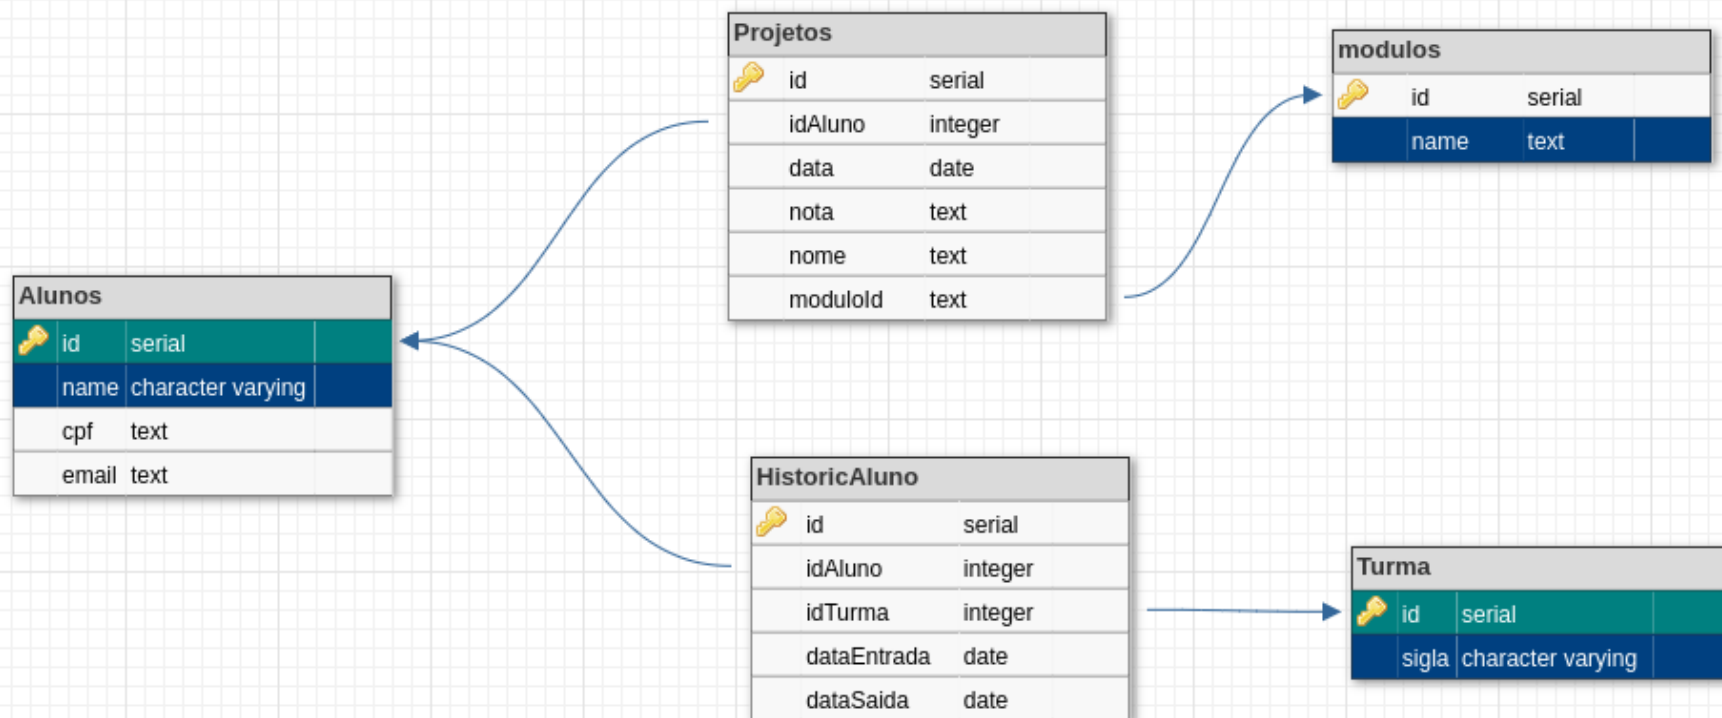 Projetos
id serial
idAluno integer
data date
nota text
nome text
moduloId text
modulos
id serial
name text
Alunos
id serial
name character varying
cpf text
email text
HistoricAluno
id serial
idAluno integer
idTurma integer
dataEntrada date
dataSaida date
Turma
id serial
sigla character varying